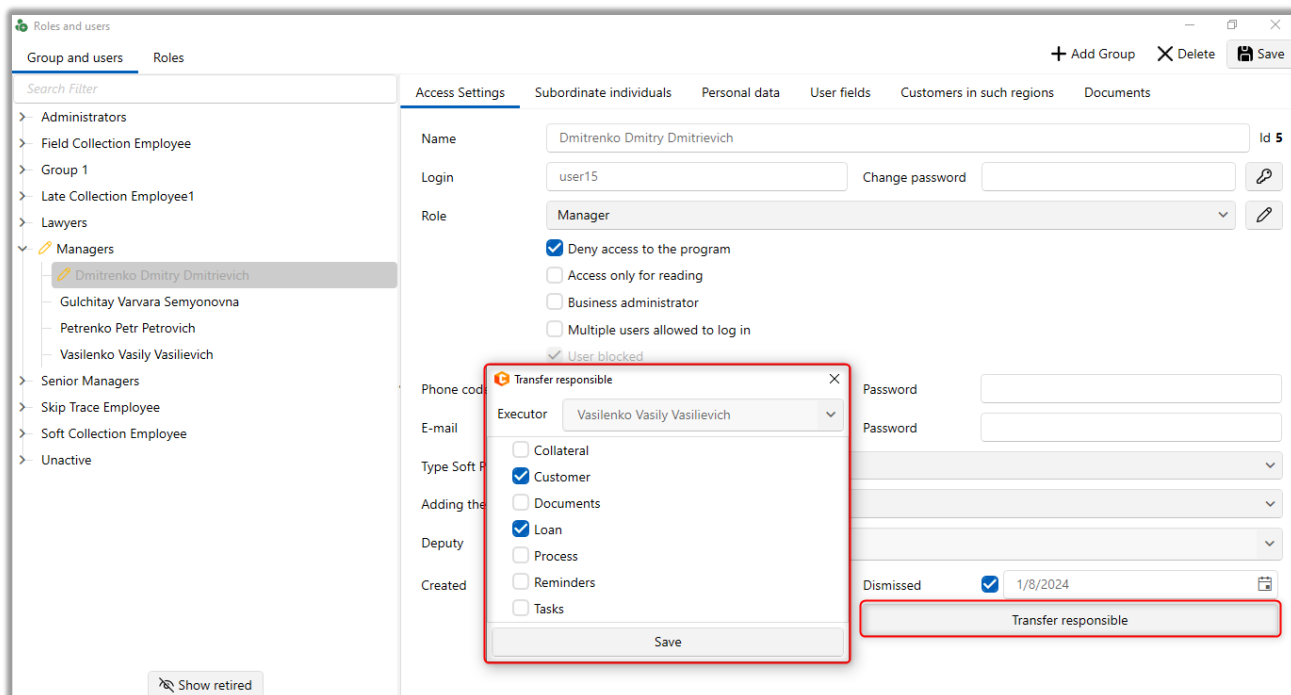 Roles and users
Group and users Roles
Add Group Delete Save
Search Filter
Administrators
Field Collection Employee
Group 1
Late Collection Employee1
Lawyers
Managers
Dmitrenko Dmitry Dmitrievich
Gulchitay Varvara Semyonovna
Petrenko Petr Petrovich
Vasilenko Vasily Vasilievich
Senior Managers
Skip Trace Employee
Soft Collection Employee
Unactive
Show retired
Access Settings Subordinate individuals Personal data User fields Customers in such regions Documents
Name Dmitrenko Dmitry Dmitrievich Id 5
Login user15 Change password
Role Manager
Deny access to the program
Access only for reading
Business administrator
Multiple users allowed to log in
User blocked
Phone cod Password
E-mail Password
Type Soft P
Adding the
Deputy
Created Dismissed 1/8/2024
Transfer responsible
Transfer responsible
Executor Vasilenko Vasily Vasilievich
Collateral
Customer
Documents
Loan
Process
Reminders
Tasks
Save